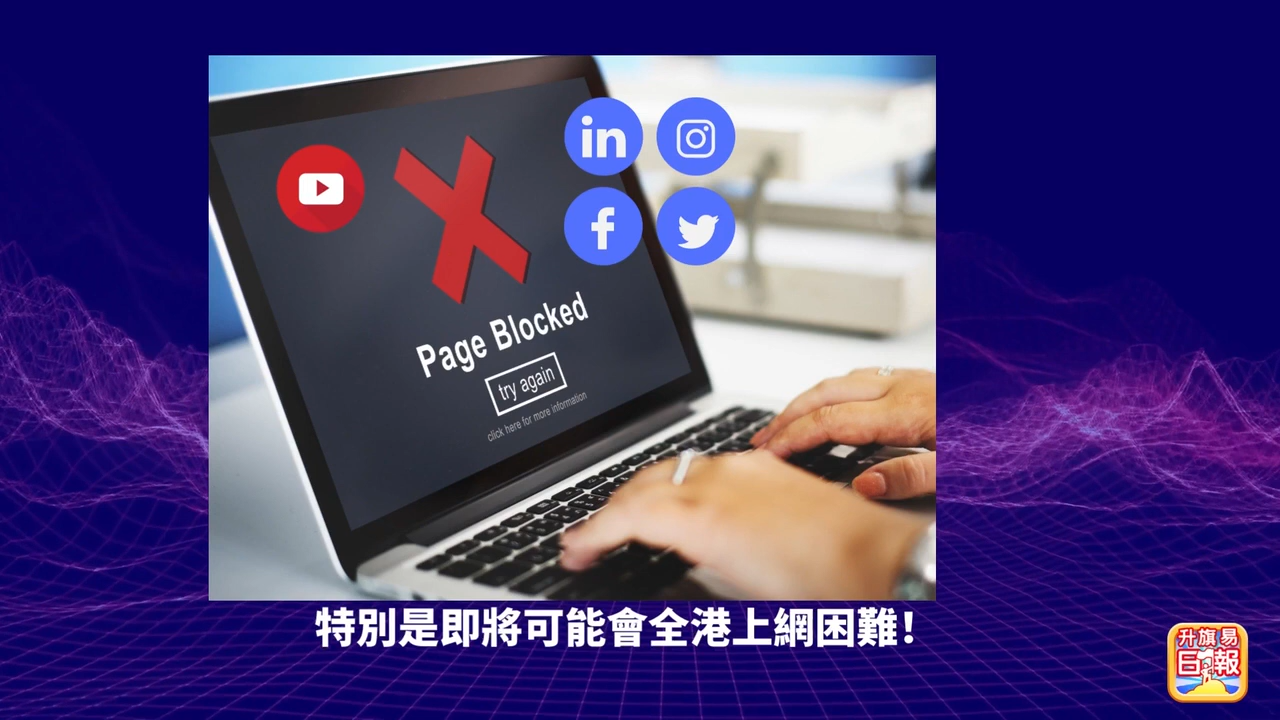 in
f
Page Blocked
try again
click here for more information
特別是即將可能會全港上網困難!
升旗易
日報